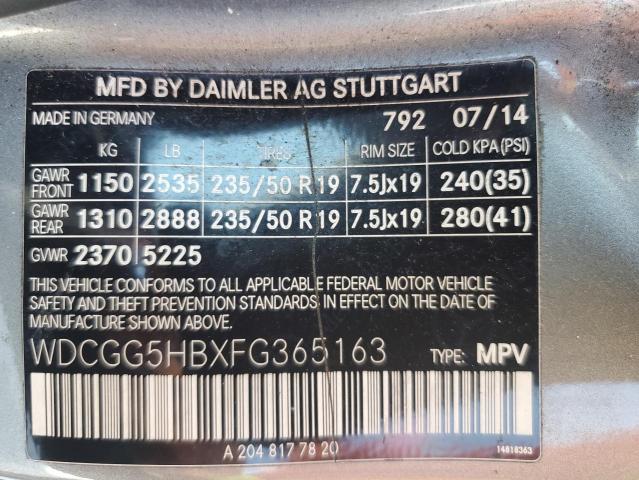 MFD BY DAIMLER AG STUTTGART
MADE IN GERMANY 792 07/14
KG LB TIRES RIM SIZE COLD KPA(PSI)
GAWR FRONT 1150 2535 235/50 R 19 7.5Jx19 240(35)
GAWR REAR 1310 2888 235/50 R 19 7.5Jx19 280(41)
GVWR 2370 5225
THIS VEHICLE CONFORMS TO ALL APPLICABLE FEDERAL MOTOR VEHICLE
SAFETY AND THEFT PREVENTION STANDARDS IN EFFECT ON THE DATE OF
MANUFACTURE SHOWN ABOVE.
WDCGG5HBXFG365163 TYPE: MPV
A 204 817 78 20 14818363